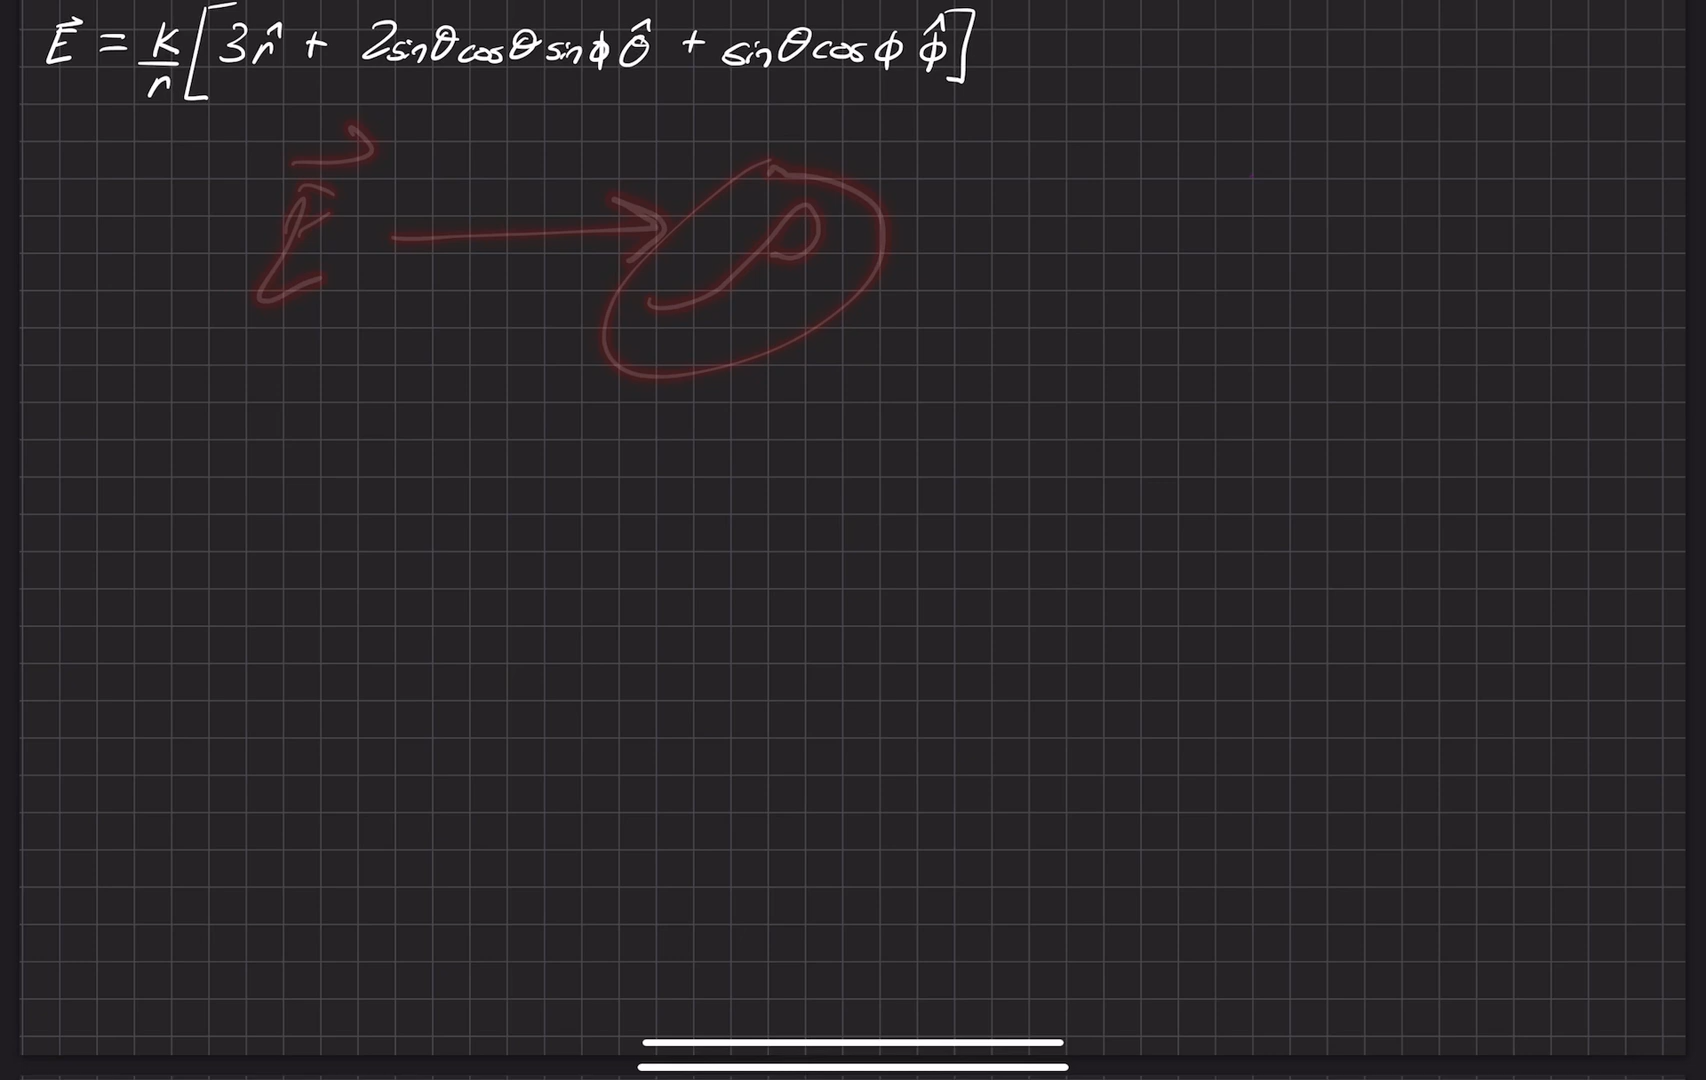 E⃗ = k/r [3r̂ + 2sinθcosθsinϕ θ̂ + sinθcosϕ ϕ̂]
E⃗ → ρ